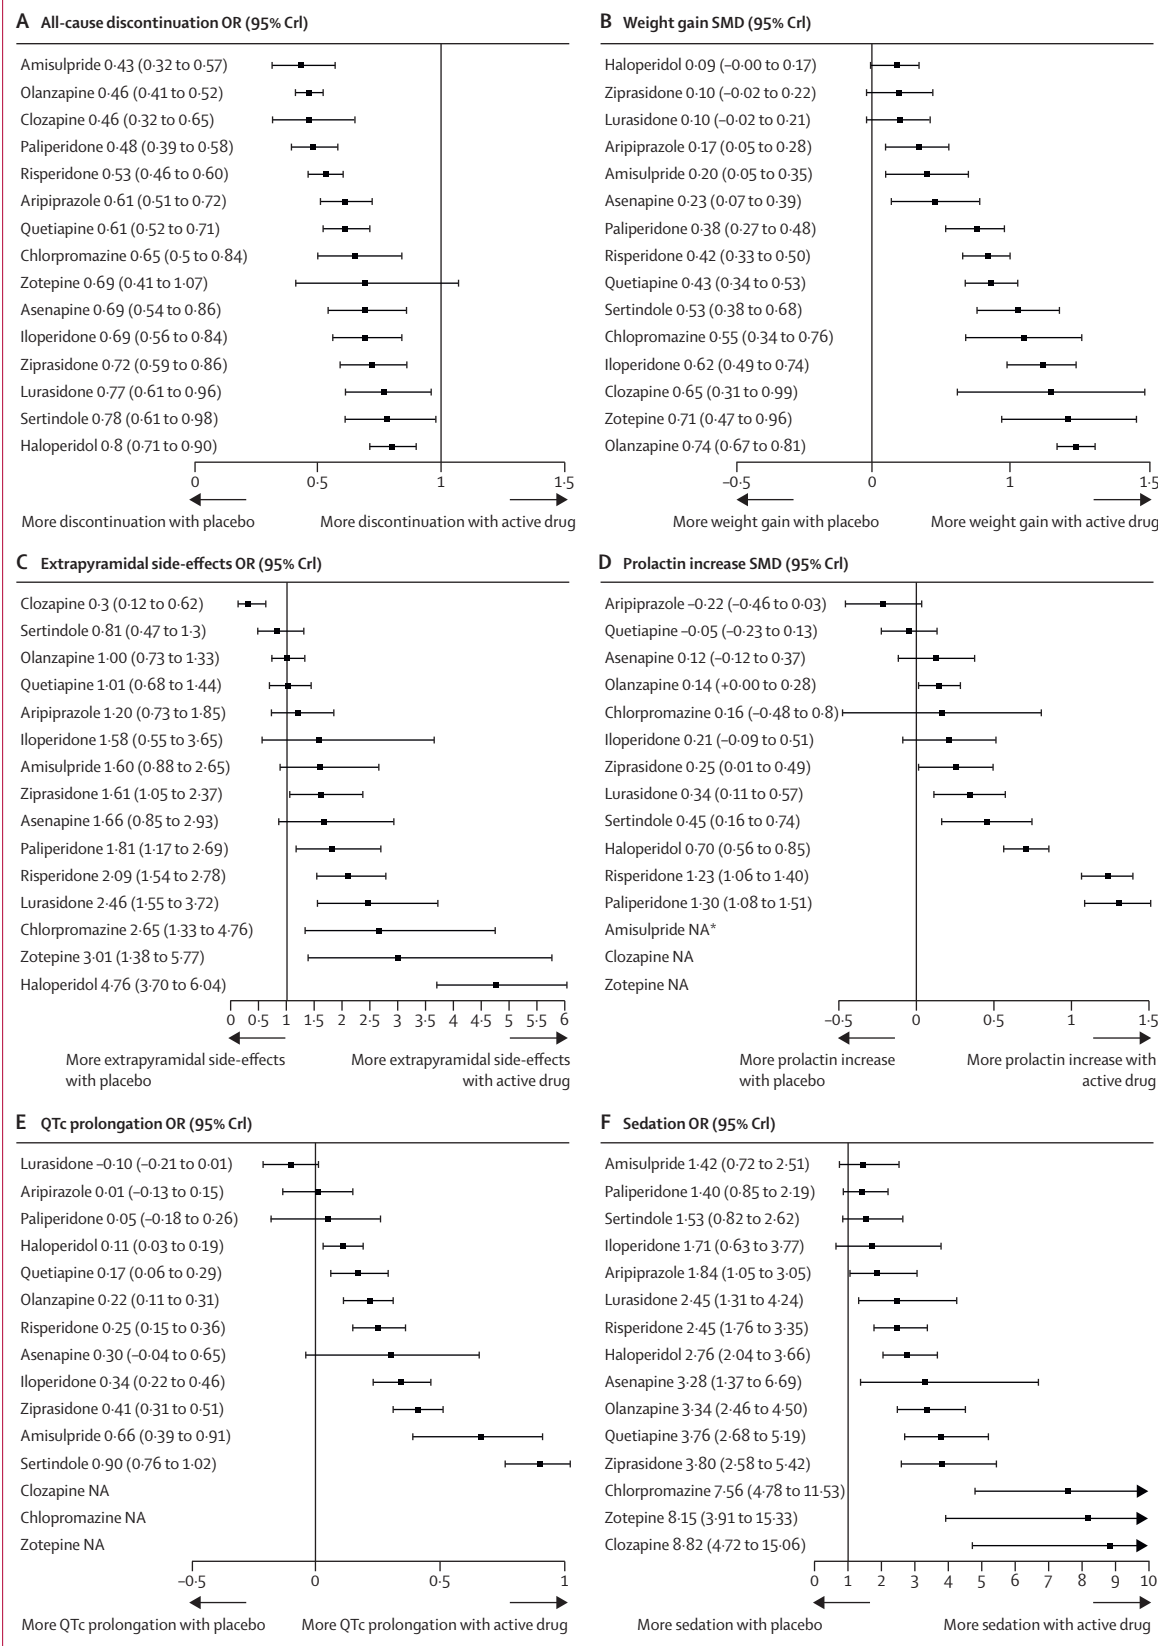 A All-cause discontinuation OR (95% Crl)
Amisulpride 0·43 (0·32 to 0·57)
Olanzapine 0·46 (0·41 to 0·52)
Clozapine 0·46 (0·32 to 0·65)
Paliperidone 0·48 (0·39 to 0·58)
Risperidone 0·53 (0·46 to 0·60)
Aripiprazole 0·61 (0·51 to 0·72)
Quetiapine 0·61 (0·52 to 0·71)
Chlorpromazine 0·65 (0·5 to 0·84)
Zotepine 0·69 (0·41 to 1·07)
Asenapine 0·69 (0·54 to 0·86)
Iloperidone 0·69 (0·56 to 0·84)
Ziprasidone 0·72 (0·59 to 0·86)
Lurasidone 0·77 (0·61 to 0·96)
Sertindole 0·78 (0·61 to 0·98)
Haloperidol 0·8 (0·71 to 0·90)
0 0·5 1 1·5
More discontinuation with placebo More discontinuation with active drug
B Weight gain SMD (95% Crl)
Haloperidol 0·09 (–0·00 to 0·17)
Ziprasidone 0·10 (–0·02 to 0·22)
Lurasidone 0·10 (–0·02 to 0·21)
Aripiprazole 0·17 (0·05 to 0·28)
Amisulpride 0·20 (0·05 to 0·35)
Asenapine 0·23 (0·07 to 0·39)
Paliperidone 0·38 (0·27 to 0·48)
Risperidone 0·42 (0·33 to 0·50)
Quetiapine 0·43 (0·34 to 0·53)
Sertindole 0·53 (0·38 to 0·68)
Chlopromazine 0·55 (0·34 to 0·76)
Iloperidone 0·62 (0·49 to 0·74)
Clozapine 0·65 (0·31 to 0·99)
Zotepine 0·71 (0·47 to 0·96)
Olanzapine 0·74 (0·67 to 0·81)
–0·5 0 1 1·5
More weight gain with placebo More weight gain with active drug
C Extrapyramidal side-effects OR (95% Crl)
Clozapine 0·3 (0·12 to 0·62)
Sertindole 0·81 (0·47 to 1·3)
Olanzapine 1·00 (0·73 to 1·33)
Quetiapine 1·01 (0·68 to 1·44)
Aripiprazole 1·20 (0·73 to 1·85)
Iloperidone 1·58 (0·55 to 3·65)
Amisulpride 1·60 (0·88 to 2·65)
Ziprasidone 1·61 (1·05 to 2·37)
Asenapine 1·66 (0·85 to 2·93)
Paliperidone 1·81 (1·17 to 2·69)
Risperidone 2·09 (1·54 to 2·78)
Lurasidone 2·46 (1·55 to 3·72)
Chlorpromazine 2·65 (1·33 to 4·76)
Zotepine 3·01 (1·38 to 5·77)
Haloperidol 4·76 (3·70 to 6·04)
0 0·5 1 1·5 2 2·5 3 3·5 4 4·5 5 5·5 6
More extrapyramidal side-effects More extrapyramidal side-effects
with placebo with active drug
D Prolactin increase SMD (95% Crl)
Aripiprazole –0·22 (–0·46 to 0·03)
Quetiapine –0·05 (–0·23 to 0·13)
Asenapine 0·12 (–0·12 to 0·37)
Olanzapine 0·14 (+0·00 to 0·28)
Chlorpromazine 0·16 (–0·48 to 0·8)
Iloperidone 0·21 (–0·09 to 0·51)
Ziprasidone 0·25 (0·01 to 0·49)
Lurasidone 0·34 (0·11 to 0·57)
Sertindole 0·45 (0·16 to 0·74)
Haloperidol 0·70 (0·56 to 0·85)
Risperidone 1·23 (1·06 to 1·40)
Paliperidone 1·30 (1·08 to 1·51)
Amisulpride NA*
Clozapine NA
Zotepine NA
–0·5 0 0·5 1 1·5
More prolactin increase More prolactin increase with
with placebo active drug
E QTc prolongation OR (95% Crl)
Lurasidone –0·10 (–0·21 to 0·01)
Aripirazole 0·01 (–0·13 to 0·15)
Paliperidone 0·05 (–0·18 to 0·26)
Haloperidol 0·11 (0·03 to 0·19)
Quetiapine 0·17 (0·06 to 0·29)
Olanzapine 0·22 (0·11 to 0·31)
Risperidone 0·25 (0·15 to 0·36)
Asenapine 0·30 (–0·04 to 0·65)
Iloperidone 0·34 (0·22 to 0·46)
Ziprasidone 0·41 (0·31 to 0·51)
Amisulpride 0·66 (0·39 to 0·91)
Sertindole 0·90 (0·76 to 1·02)
Clozapine NA
Chlopromazine NA
Zotepine NA
–0·5 0 0·5 1
More QTc prolongation with placebo More QTc prolongation with active drug
F Sedation OR (95% Crl)
Amisulpride 1·42 (0·72 to 2·51)
Paliperidone 1·40 (0·85 to 2·19)
Sertindole 1·53 (0·82 to 2·62)
Iloperidone 1·71 (0·63 to 3·77)
Aripiprazole 1·84 (1·05 to 3·05)
Lurasidone 2·45 (1·31 to 4·24)
Risperidone 2·45 (1·76 to 3·35)
Haloperidol 2·76 (2·04 to 3·66)
Asenapine 3·28 (1·37 to 6·69)
Olanzapine 3·34 (2·46 to 4·50)
Quetiapine 3·76 (2·68 to 5·19)
Ziprasidone 3·80 (2·58 to 5·42)
Chlorpromazine 7·56 (4·78 to 11·53)
Zotepine 8·15 (3·91 to 15·33)
Clozapine 8·82 (4·72 to 15·06)
0 1 2 3 4 5 6 7 8 9 10
More sedation with placebo More sedation with active drug